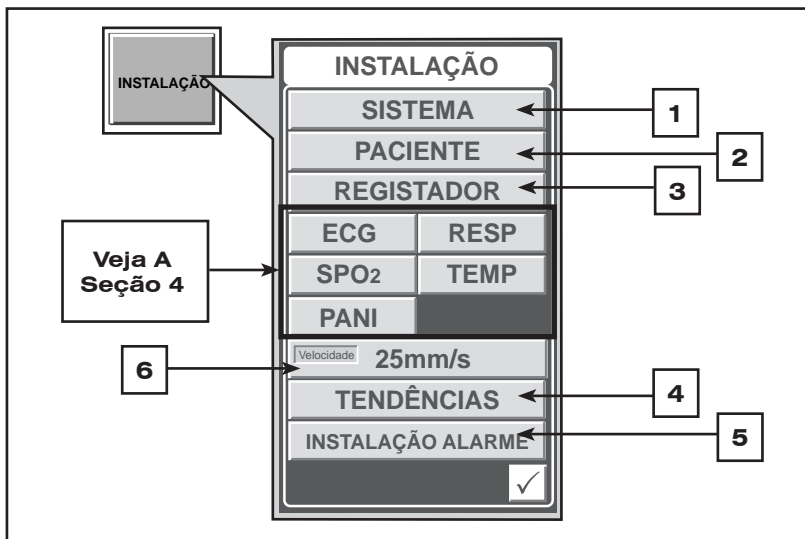 INSTALAÇÃO
INSTALAÇÃO
SISTEMA
1
PACIENTE
2
REGISTADOR
3
ECG RESP
Veja A
Seção 4
SPO2 TEMP
PANI
Velocidade 25mm/s
6
TENDÊNCIAS
4
INSTALAÇÃO ALARME
5